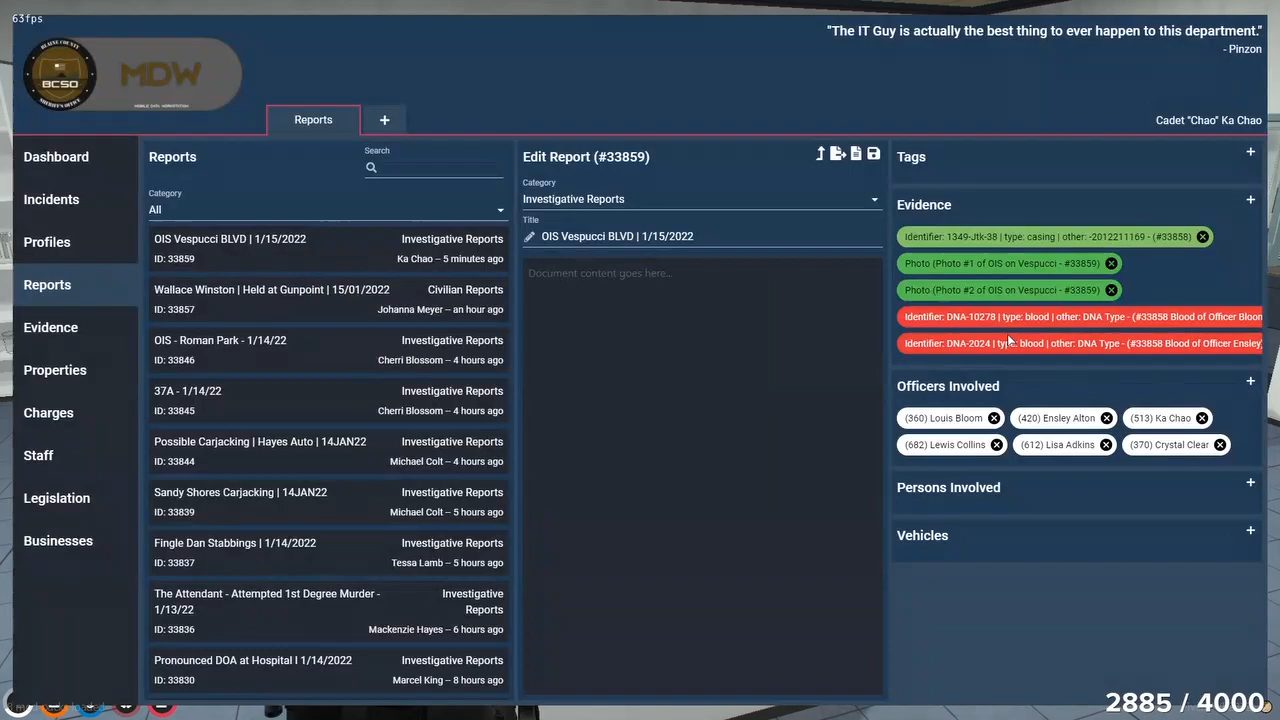 63fps
"The IT Guy is actually the best thing to ever happen to this department."
- Pinzon
BLAINE COUNTY
BCSO
SHERIFF'S OFFICE
MDW
MOBILE DATA WORKSTATION
Reports
+
Cadet "Chao" Ka Chao
Dashboard
Incidents
Profiles
Reports
Evidence
Properties
Charges
Staff
Legislation
Businesses
Reports
Search
Category
All
OIS Vespucci BLVD | 1/15/2022 Investigative Reports
ID: 33859 Ka Chao – 5 minutes ago
Wallace Winston | Held at Gunpoint | 15/01/2022 Civilian Reports
ID: 33857 Johanna Meyer – an hour ago
OIS - Roman Park - 1/14/22 Investigative Reports
ID: 33846 Cherri Blossom – 4 hours ago
37A - 1/14/22 Investigative Reports
ID: 33845 Cherri Blossom – 4 hours ago
Possible Carjacking | Hayes Auto | 14JAN22 Investigative Reports
ID: 33844 Michael Colt – 4 hours ago
Sandy Shores Carjacking | 14JAN22 Investigative Reports
ID: 33839 Michael Colt – 5 hours ago
Fingle Dan Stabbings | 1/14/2022 Investigative Reports
ID: 33837 Tessa Lamb – 5 hours ago
The Attendant - Attempted 1st Degree Murder - Investigative
1/13/22 Reports
ID: 33836 Mackenzie Hayes – 6 hours ago
Pronounced DOA at Hospital I 1/14/2022 Investigative Reports
ID: 33830 Marcel King – 8 hours ago
Edit Report (#33859)
Category
Investigative Reports
Title
OIS Vespucci BLVD | 1/15/2022
Document content goes here...
Tags +
Evidence +
Identifier: 1349-Jtk-38 | type: casing | other: -2012211169 - (#33858)
Photo (Photo #1 of OIS on Vespucci - #33859)
Photo (Photo #2 of OIS on Vespucci - #33859)
Identifier: DNA-10278 | type: blood | other: DNA Type - (#33858 Blood of Officer Bloom
Identifier: DNA-2024 | type: blood | other: DNA Type - (#33858 Blood of Officer Ensley)
Officers Involved +
(360) Louis Bloom (420) Ensley Alton (513) Ka Chao
(682) Lewis Collins (612) Lisa Adkins (370) Crystal Clear
Persons Involved +
Vehicles +
2885 / 4000